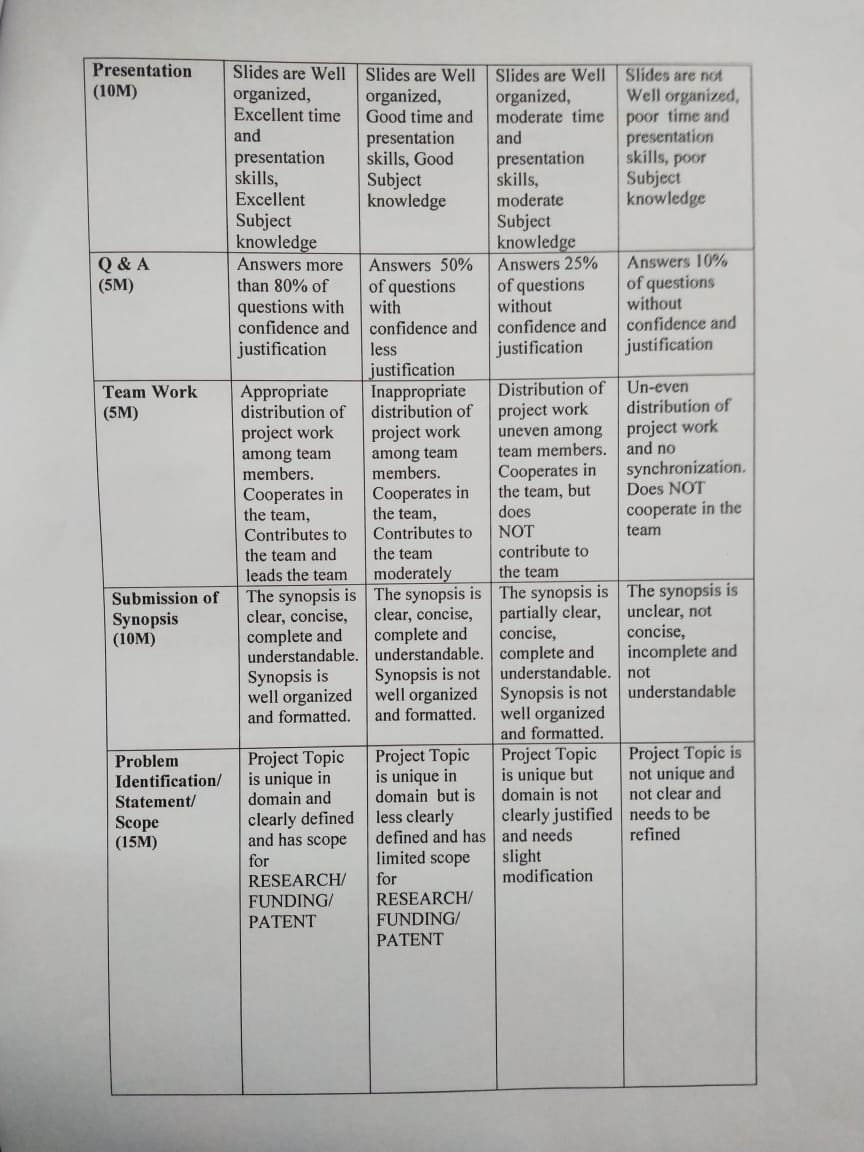 Presentation
(10M)
Slides are Well
organized,
Excellent time
and
presentation
skills,
Excellent
Subject
knowledge
Slides are Well
organized,
Good time and
presentation
skills, Good
Subject
knowledge
Slides are Well
organized,
moderate time
and
presentation
skills,
moderate
Subject
knowledge
Slides are not
Well organized,
poor time and
presentation
skills, poor
Subject
knowledge
Q & A
(5M)
Answers more
than 80% of
questions with
confidence and
justification
Answers 50%
of questions
with
confidence and
less
justification
Answers 25%
of questions
without
confidence and
justification
Answers 10%
of questions
without
confidence and
justification
Team Work
(5M)
Appropriate
distribution of
project work
among team
members.
Cooperates in
the team,
Contributes to
the team and
leads the team
Inappropriate
distribution of
project work
among team
members.
Cooperates in
the team,
Contributes to
the team
moderately
Distribution of
project work
uneven among
team members.
Cooperates in
the team, but
does
NOT
contribute to
the team
Un-even
distribution of
project work
and no
synchronization.
Does NOT
cooperate in the
team
Submission of
Synopsis
(10M)
The synopsis is
clear, concise,
complete and
understandable.
Synopsis is
well organized
and formatted.
The synopsis is
clear, concise,
complete and
understandable.
Synopsis is not
well organized
and formatted.
The synopsis is
partially clear,
concise,
complete and
understandable.
Synopsis is not
well organized
and formatted.
The synopsis is
unclear, not
concise,
incomplete and
not
understandable
Problem
Identification/
Statement/
Scope
(15M)
Project Topic
is unique in
domain and
clearly defined
and has scope
for
RESEARCH/
FUNDING/
PATENT
Project Topic
is unique in
domain but is
less clearly
defined and has
limited scope
for
RESEARCH/
FUNDING/
PATENT
Project Topic
is unique but
domain is not
clearly justified
and needs
slight
modification
Project Topic is
not unique and
not clear and
needs to be
refined